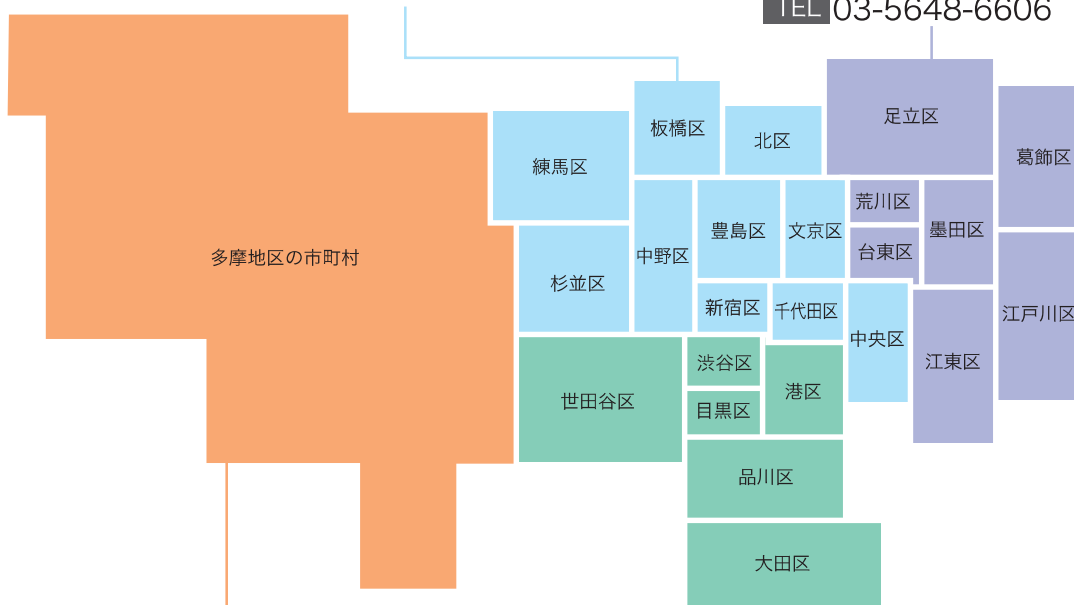 TEL 03-5648-6606
足立区
板橋区
北区
葛飾区
練馬区
荒川区
豊島区
文京区
墨田区
台東区
多摩地区の市町村
中野区
杉並区
新宿区
千代田区
江戸川区
中央区
渋谷区
江東区
港区
世田谷区
目黒区
品川区
大田区